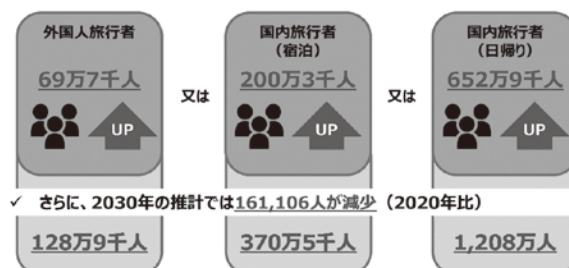 外国人旅行者
69万7千人
UP
又は
国内旅行者
(宿泊)
200万3千人
UP
又は
国内旅行者
(日帰り)
652万9千人
UP
✓ さらに、2030年の推計では161,106人が減少(2020年比)
128万9千人
370万5千人
1,208万人